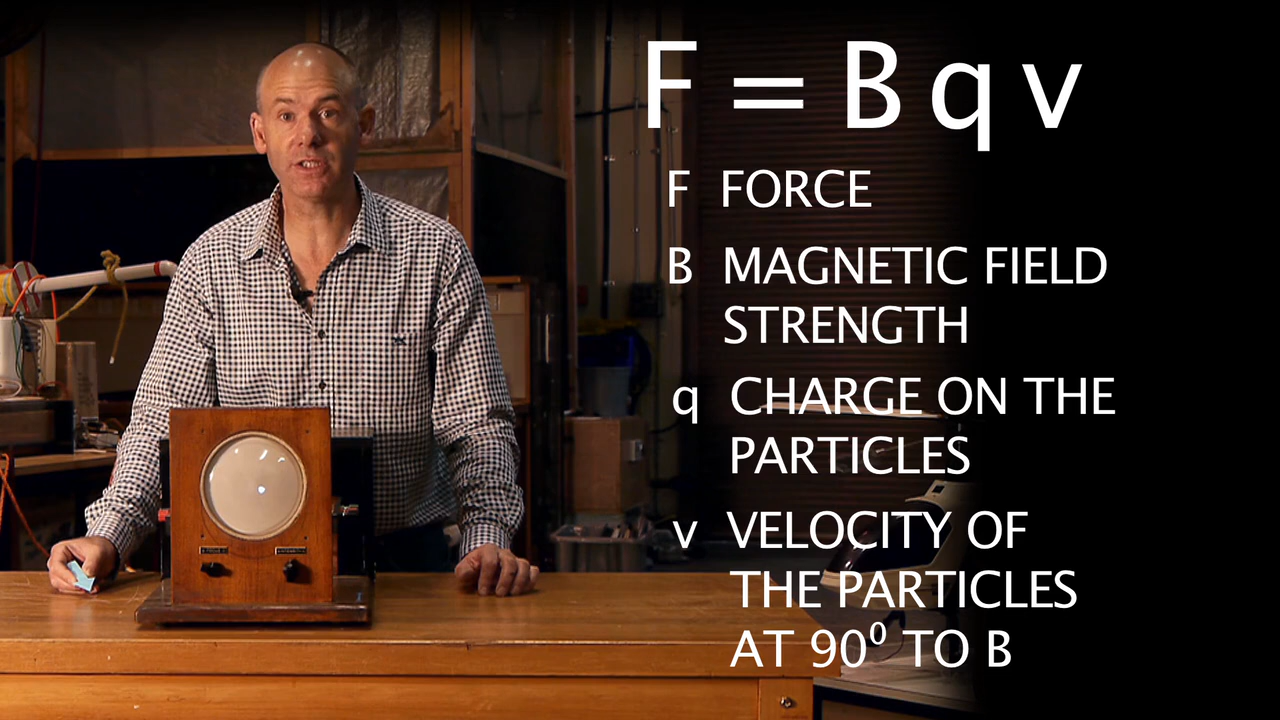 F = B q v
F FORCE
B MAGNETIC FIELD
STRENGTH
q CHARGE ON THE
PARTICLES
v VELOCITY OF
THE PARTICLES
AT 90⁰ TO B